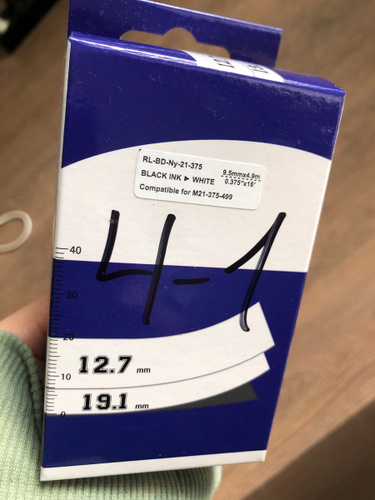 RL-BD-Ny-21-375
BLACK INK ► WHITE
9.5mmx4.9m
0.375"x16'
Compatible for M21-375-499
4-1
40
30
20
12.7 mm
10
19.1 mm
0